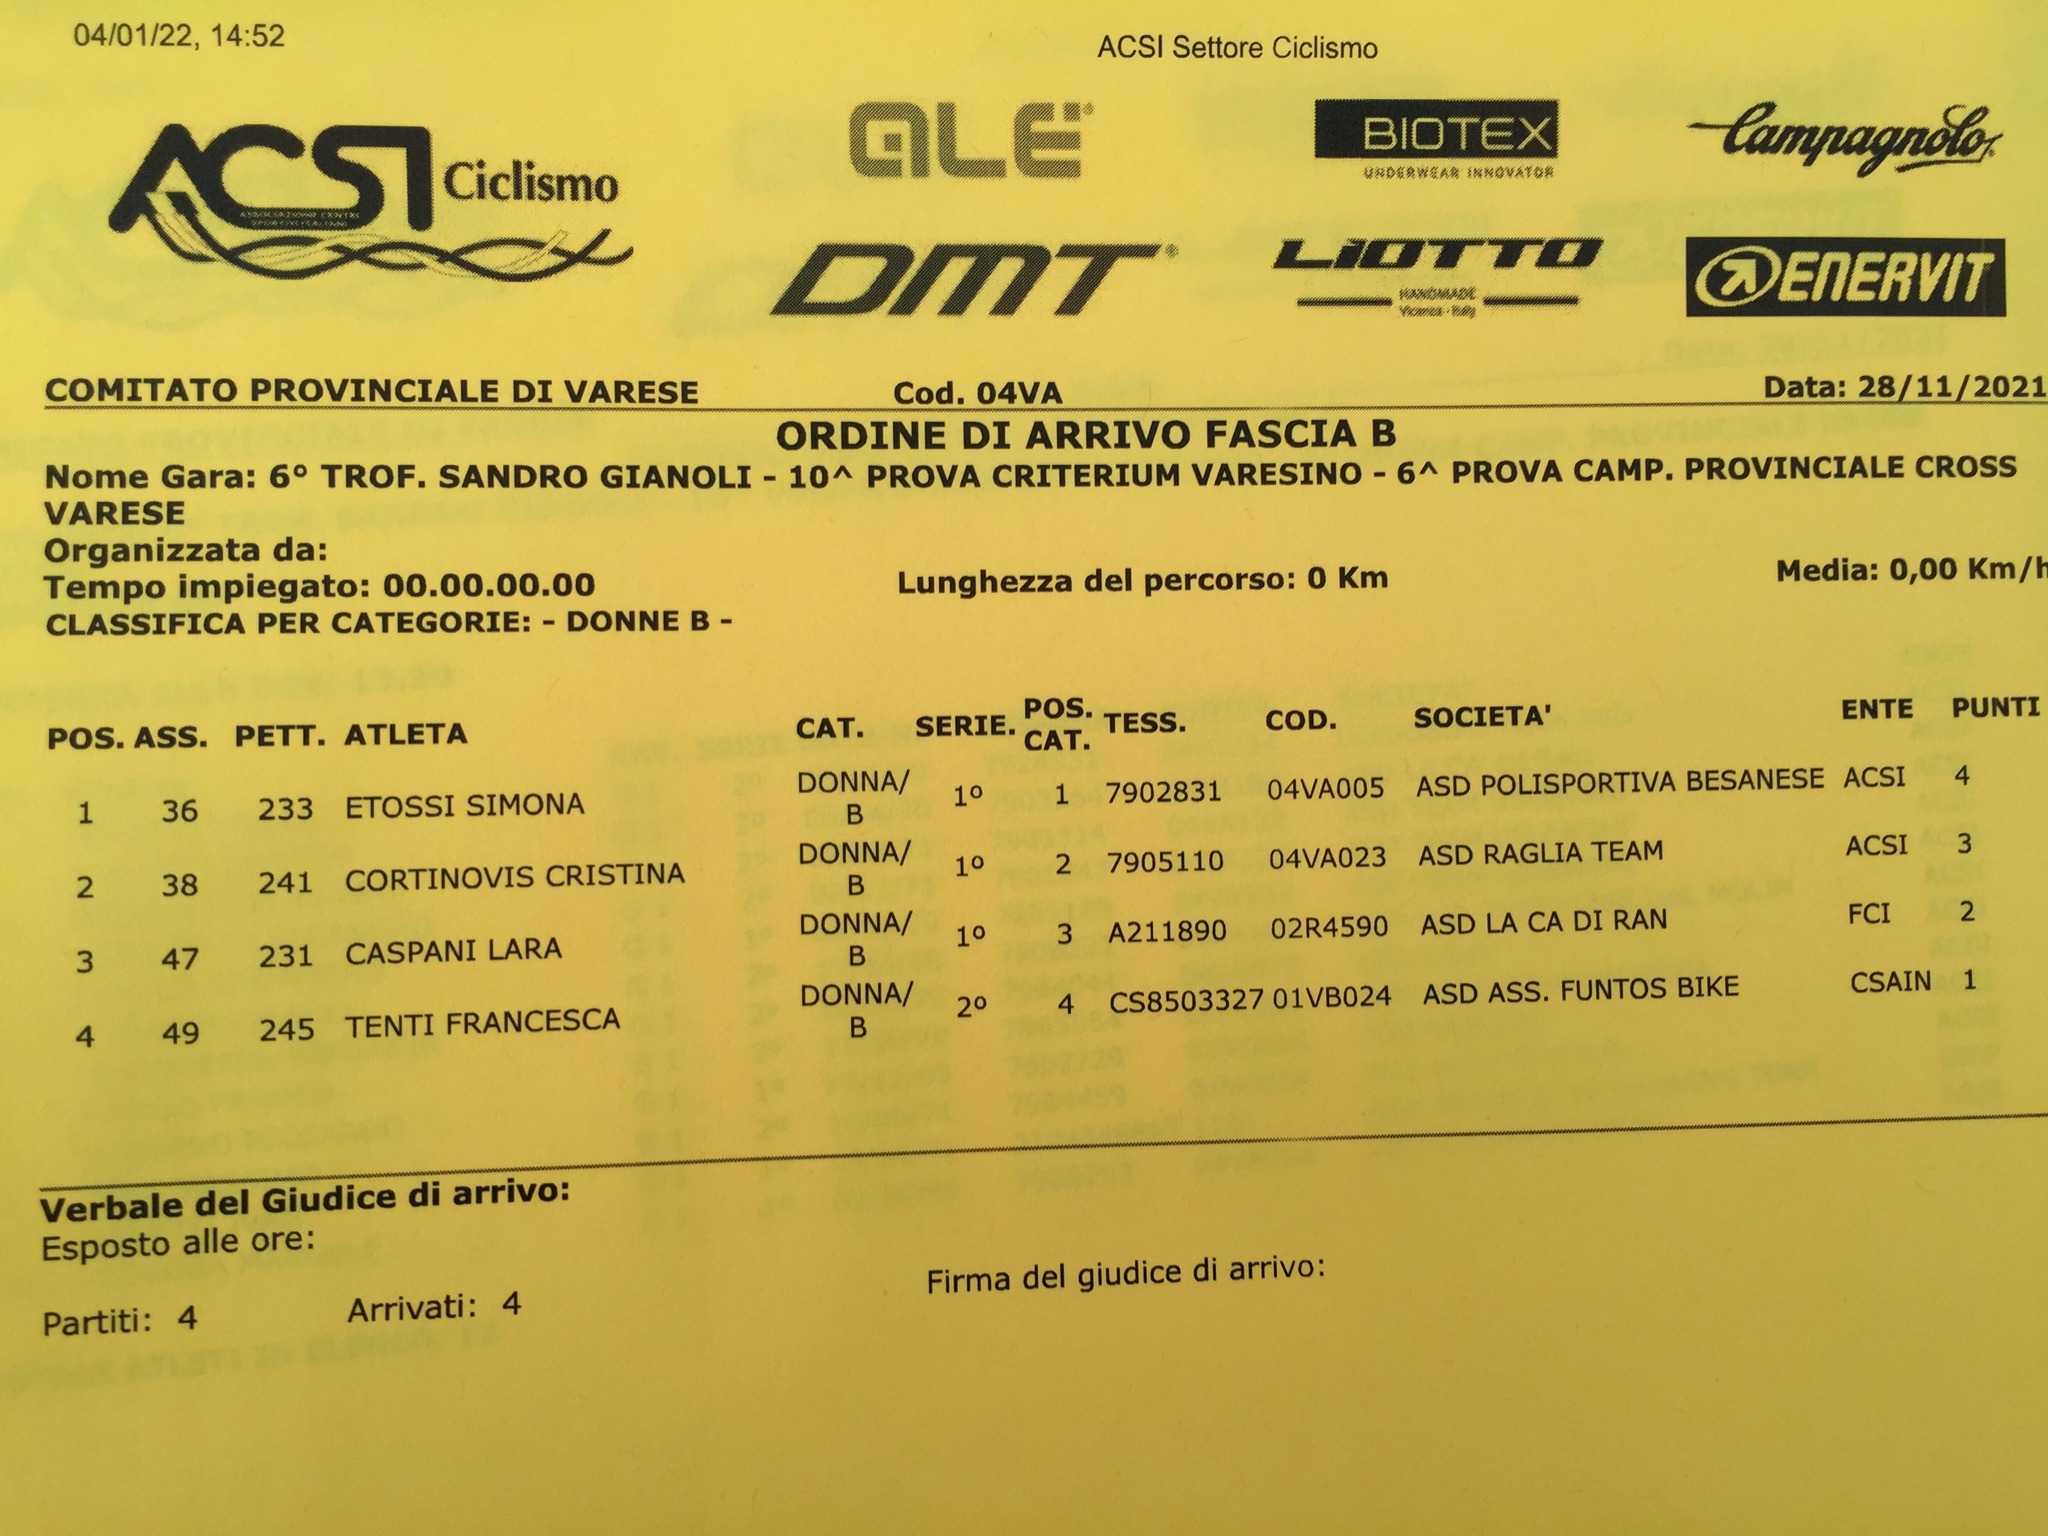 04/01/22, 14:52
ACSI Settore Ciclismo
ACSI Ciclismo
ALÉ
BIOTEX
UNDERWEAR INNOVATOR
Campagnolo
DMT
LIOTTO
HANDMADE
Vicenza - Italy
ENERVIT
COMITATO PROVINCIALE DI VARESE Cod. 04VA Data: 28/11/2021
ORDINE DI ARRIVO FASCIA B
Nome Gara: 6° TROF. SANDRO GIANOLI - 10^ PROVA CRITERIUM VARESINO - 6^ PROVA CAMP. PROVINCIALE CROSS
VARESE
Organizzata da:
Tempo impiegato: 00.00.00.00 Lunghezza del percorso: 0 Km Media: 0,00 Km/h
CLASSIFICA PER CATEGORIE: - DONNE B -
POS. ASS. PETT. ATLETA CAT. SERIE. POS. CAT. TESS. COD. SOCIETA' ENTE PUNTI
1 36 233 ETOSSI SIMONA DONNA/B 1º 1 7902831 04VA005 ASD POLISPORTIVA BESANESE ACSI 4
2 38 241 CORTINOVIS CRISTINA DONNA/B 1º 2 7905110 04VA023 ASD RAGLIA TEAM ACSI 3
3 47 231 CASPANI LARA DONNA/B 1º 3 A211890 02R4590 ASD LA CA DI RAN FCI 2
4 49 245 TENTI FRANCESCA DONNA/B 2º 4 CS8503327 01VB024 ASD ASS. FUNTOS BIKE CSAIN 1
Verbale del Giudice di arrivo:
Esposto alle ore:
Firma del giudice di arrivo:
Partiti: 4 Arrivati: 4